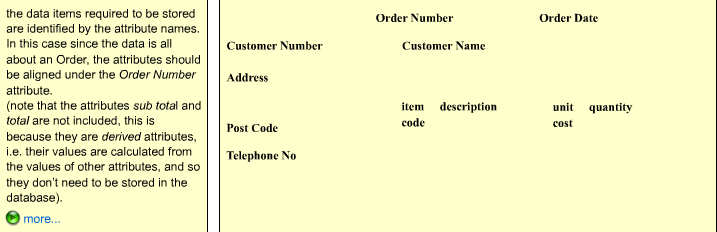 the data items required to be stored
are identified by the attribute names.
In this case since the data is all
about an Order, the attributes should
be aligned under the Order Number
attribute.
(note that the attributes sub total and
total are not included, this is
because they are derived attributes,
i.e. their values are calculated from
the values of other attributes, and so
they don't need to be stored in the
database).
more...
Order Number Order Date
Customer Number Customer Name
Address
item description unit quantity
code cost
Post Code
Telephone No